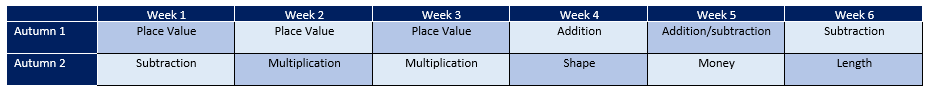 Week 1 Week 2 Week 3 Week 4 Week 5 Week 6
Autumn 1 Place Value Place Value Place Value Addition Addition/subtraction Subtraction
Autumn 2 Subtraction Multiplication Multiplication Shape Money Length